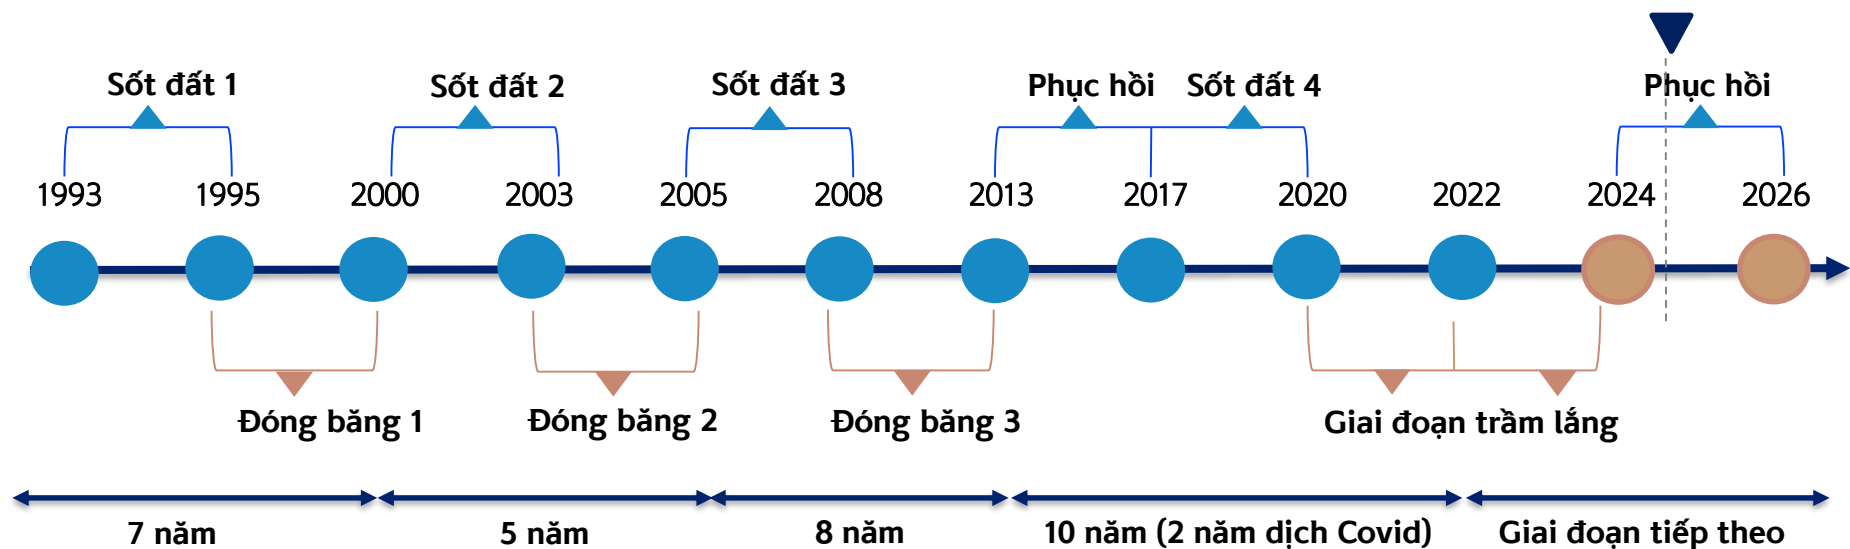 Sốt đất 1
Sốt đất 2
Sốt đất 3
Phục hồi
Sốt đất 4
Phục hồi
1993
1995
2000
2003
2005
2008
2013
2017
2020
2022
2024
2026
Đóng băng 1
Đóng băng 2
Đóng băng 3
Giai đoạn trầm lắng
7 năm
5 năm
8 năm
10 năm (2 năm dịch Covid)
Giai đoạn tiếp theo